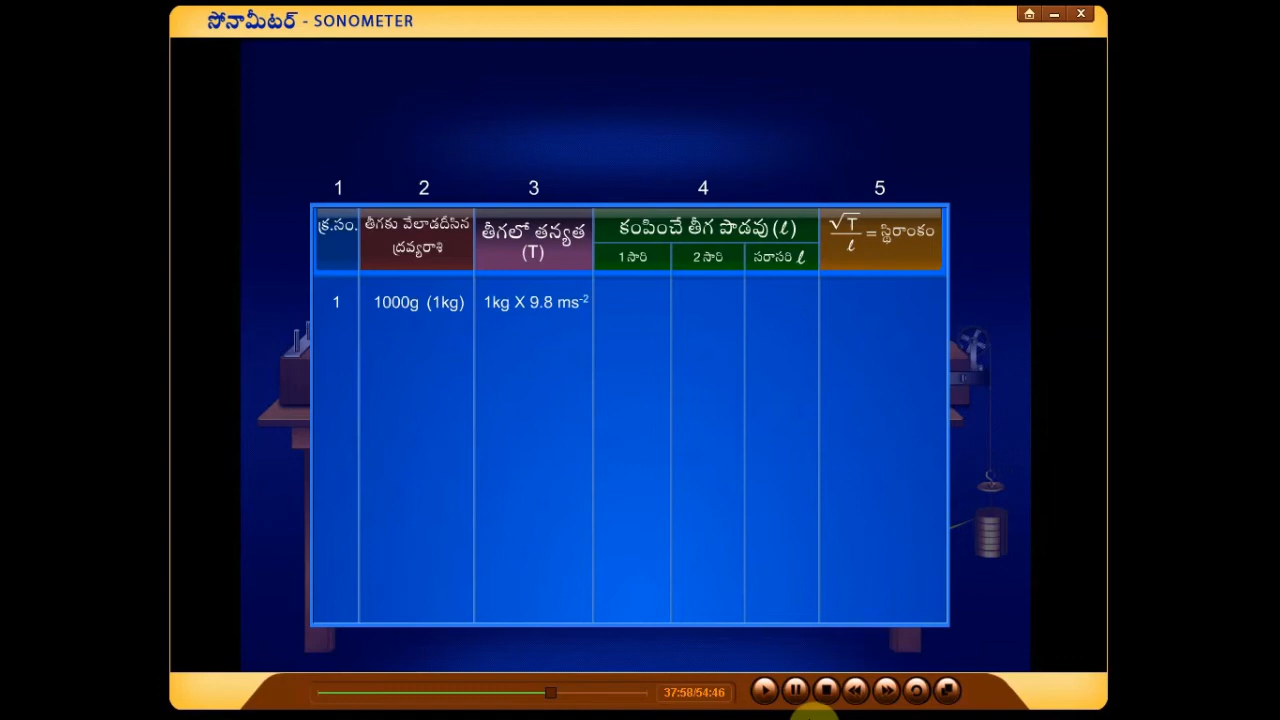 సోనామీటర్ - SONOMETER
1 2 3 4 5
క్ర.సం. తీగకు వేలాడదీసిన ద్రవ్యరాశి
తీగలో తన్యత (T)
కంపించే తీగ పొడవు (ℓ)
1 సారి 2 సారి సరాసరి ℓ
√T / ℓ = స్థిరాంకం
1 1000g (1kg) 1kg X 9.8 ms⁻²
37:58/54:46